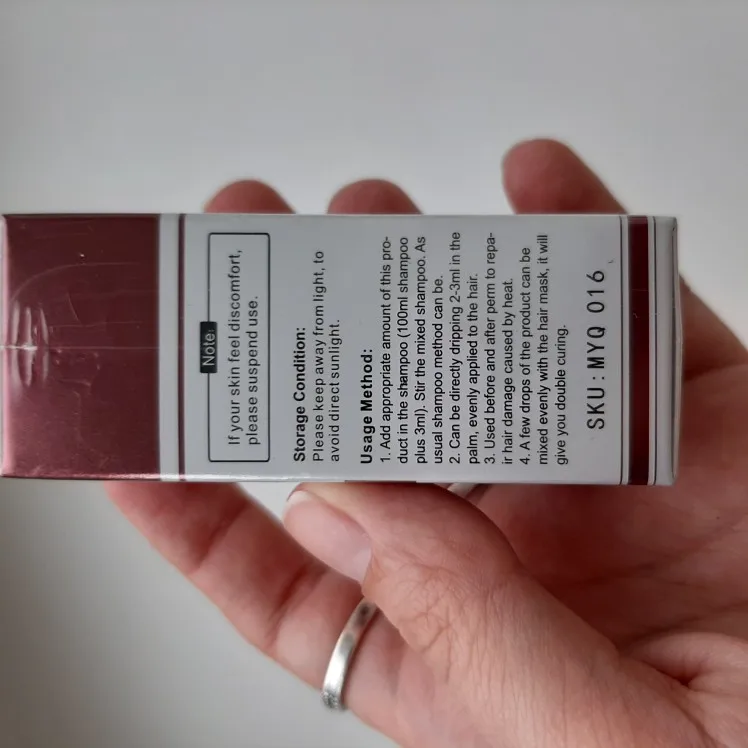 Note:
If your skin feel discomfort,
please suspend use.
Storage Condition:
Please keep away from light, to
avoid direct sunlight.
Usage Method:
1. Add appropriate amount of this pro-
duct in the shampoo (100ml shampoo
plus 3ml). Stir the mixed shampoo. As
usual shampoo method can be.
2. Can be directly dripping 2-3ml in the
palm, evenly applied to the hair.
3. Used before and after perm to repa-
ir hair damage caused by heat.
4. A few drops of the product can be
mixed evenly with the hair mask, it will
give you double curing.
SKU:MYQ 016